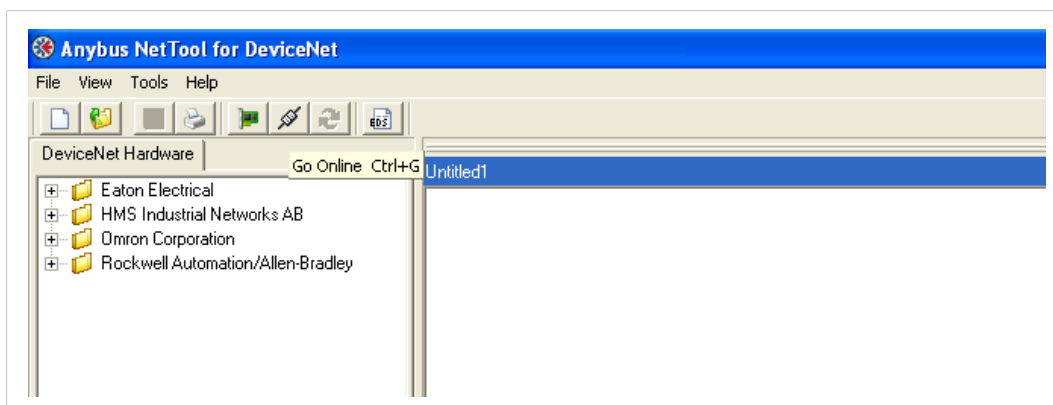 Anybus NetTool for DeviceNet
File View Tools Help
EDS
DeviceNet Hardware
Go Online Ctrl+G
Untitled1
Eaton Electrical
HMS Industrial Networks AB
Omron Corporation
Rockwell Automation/Allen-Bradley